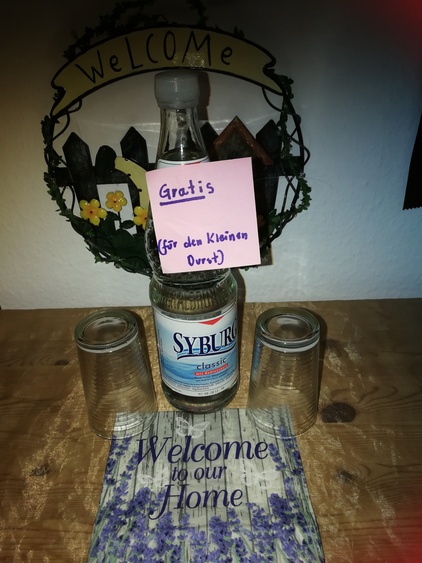 WeLCOMe
Gratis
(für den kleinen
Durst)
SYBURG
classic
Welcome
to our
Home